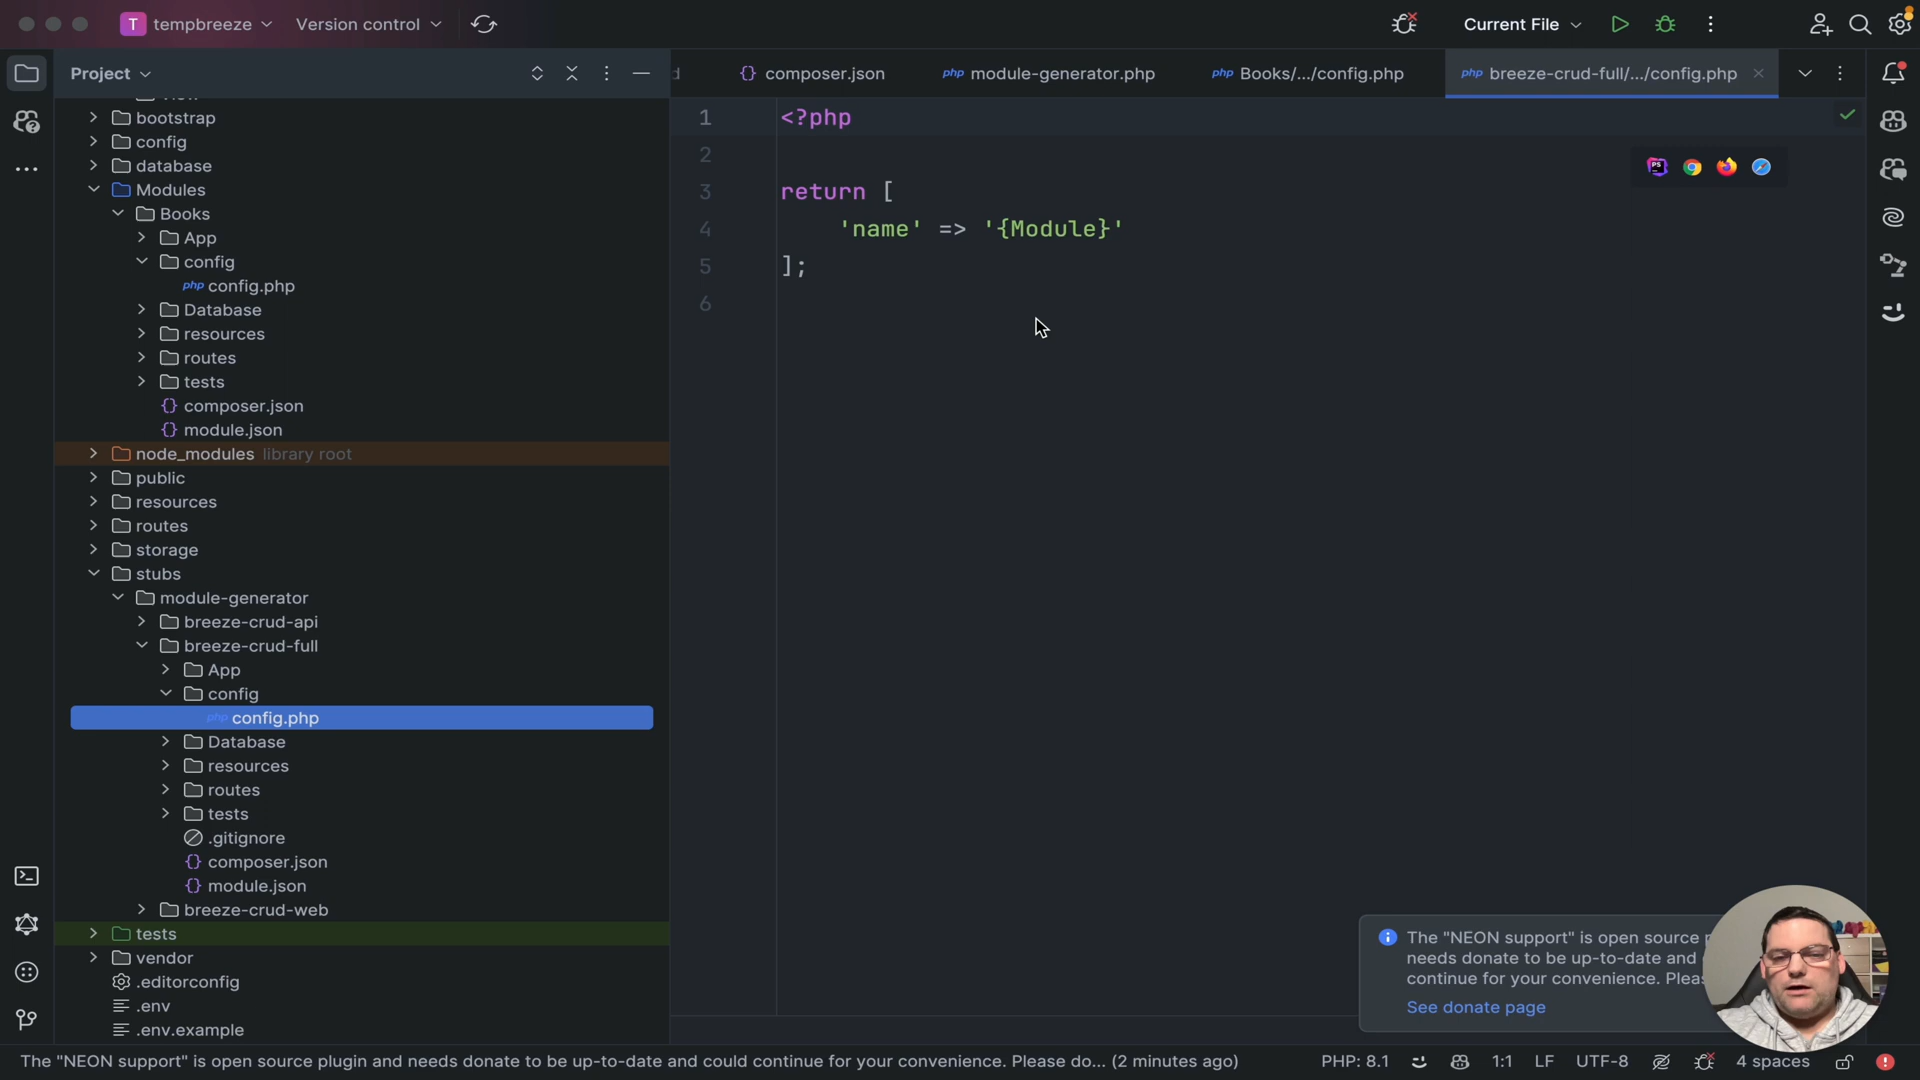 T tempbreeze Version control Current File
Project
d composer.json php module-generator.php php Books/.../config.php php breeze-crud-full/.../config.php
bootstrap
config
database
Modules
Books
App
config
php config.php
Database
resources
routes
tests
{} composer.json
{} module.json
node_modules library root
public
resources
routes
storage
stubs
module-generator
breeze-crud-api
breeze-crud-full
App
config
php config.php
Database
resources
routes
tests
.gitignore
{} composer.json
{} module.json
breeze-crud-web
tests
vendor
.editorconfig
.env
.env.example
1 <?php
2
3 return [
4 'name' => '{Module}'
5 ];
6
PS
The "NEON support" is open source
needs donate to be up-to-date and
continue for your convenience.
See donate page
The "NEON support" is open source plugin and needs donate to be up-to-date and could continue for your convenience. Please do... (2 minutes ago) PHP: 8.1 1:1 LF UTF-8 4 spaces